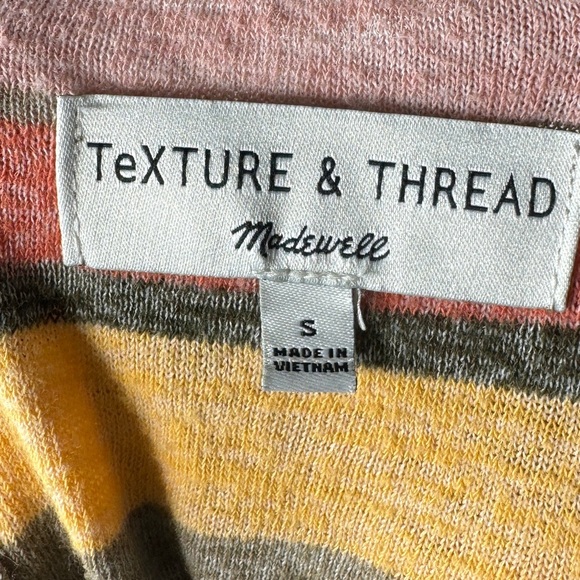 TeXTURE & THREAD
Madewell
S
MADE IN
VIETNAM